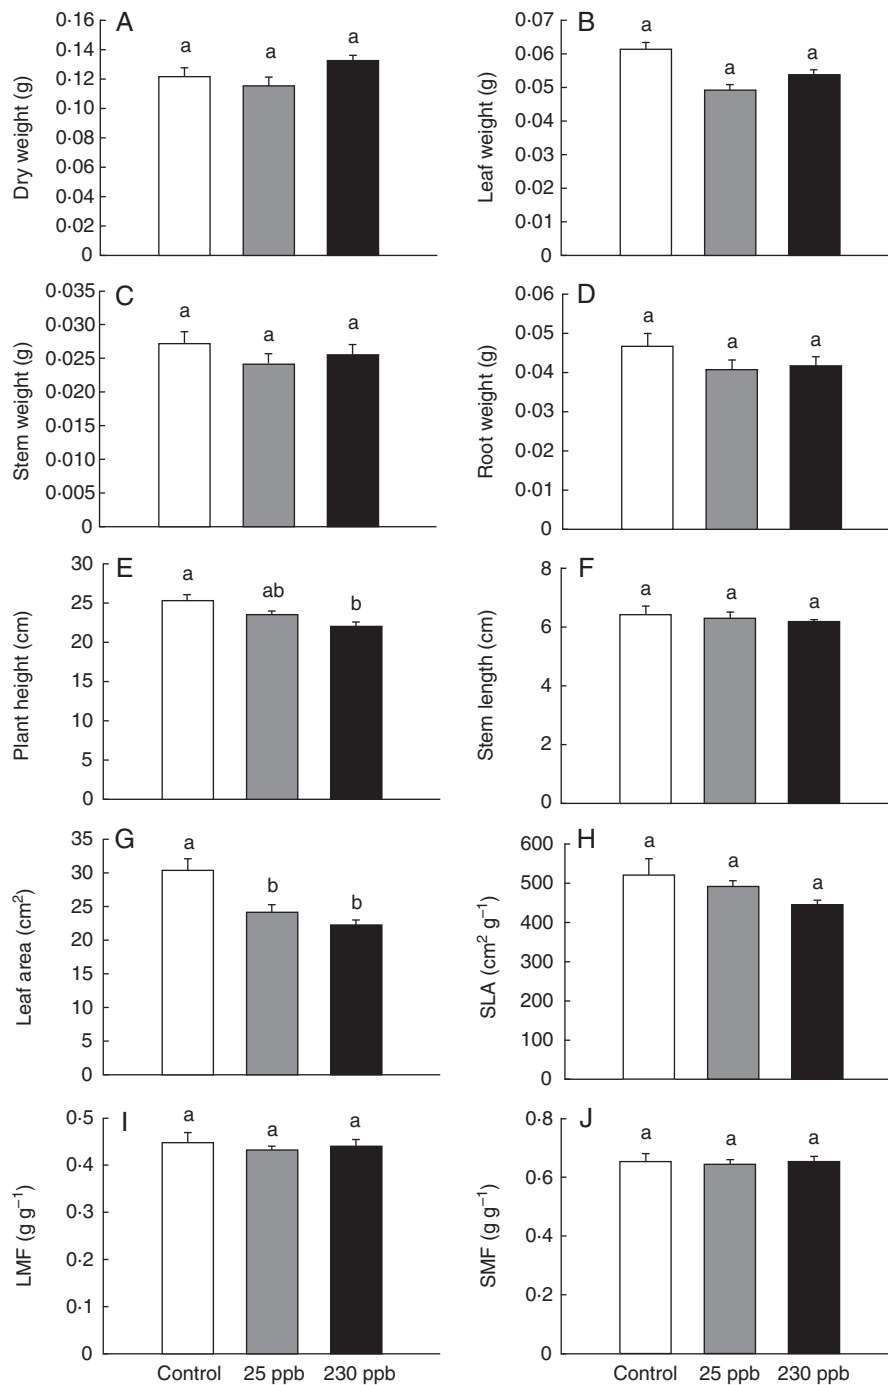 A
Dry weight (g)
0·16
0·14
0·12
0·10
0·08
0·06
0·04
0·02
0
a a a
B
Leaf weight (g)
0·07
0·06
0·05
0·04
0·03
0·02
0·01
0
a a a
C
Stem weight (g)
0·035
0·030
0·025
0·020
0·015
0·010
0·005
0
a a a
D
Root weight (g)
0·06
0·05
0·04
0·03
0·02
0·01
0
a a a
E
Plant height (cm)
30
25
20
15
10
5
0
a ab b
F
Stem length (cm)
8
6
4
2
0
a a a
G
Leaf area (cm²)
35
30
25
20
15
10
5
0
a b b
H
SLA (cm² g⁻¹)
600
500
400
300
200
100
0
a a a
I
LMF (g g⁻¹)
0·5
0·4
0·3
0·2
0·1
0
a a a
Control 25 ppb 230 ppb
J
SMF (g g⁻¹)
0·8
0·6
0·4
0·2
0
a a a
Control 25 ppb 230 ppb